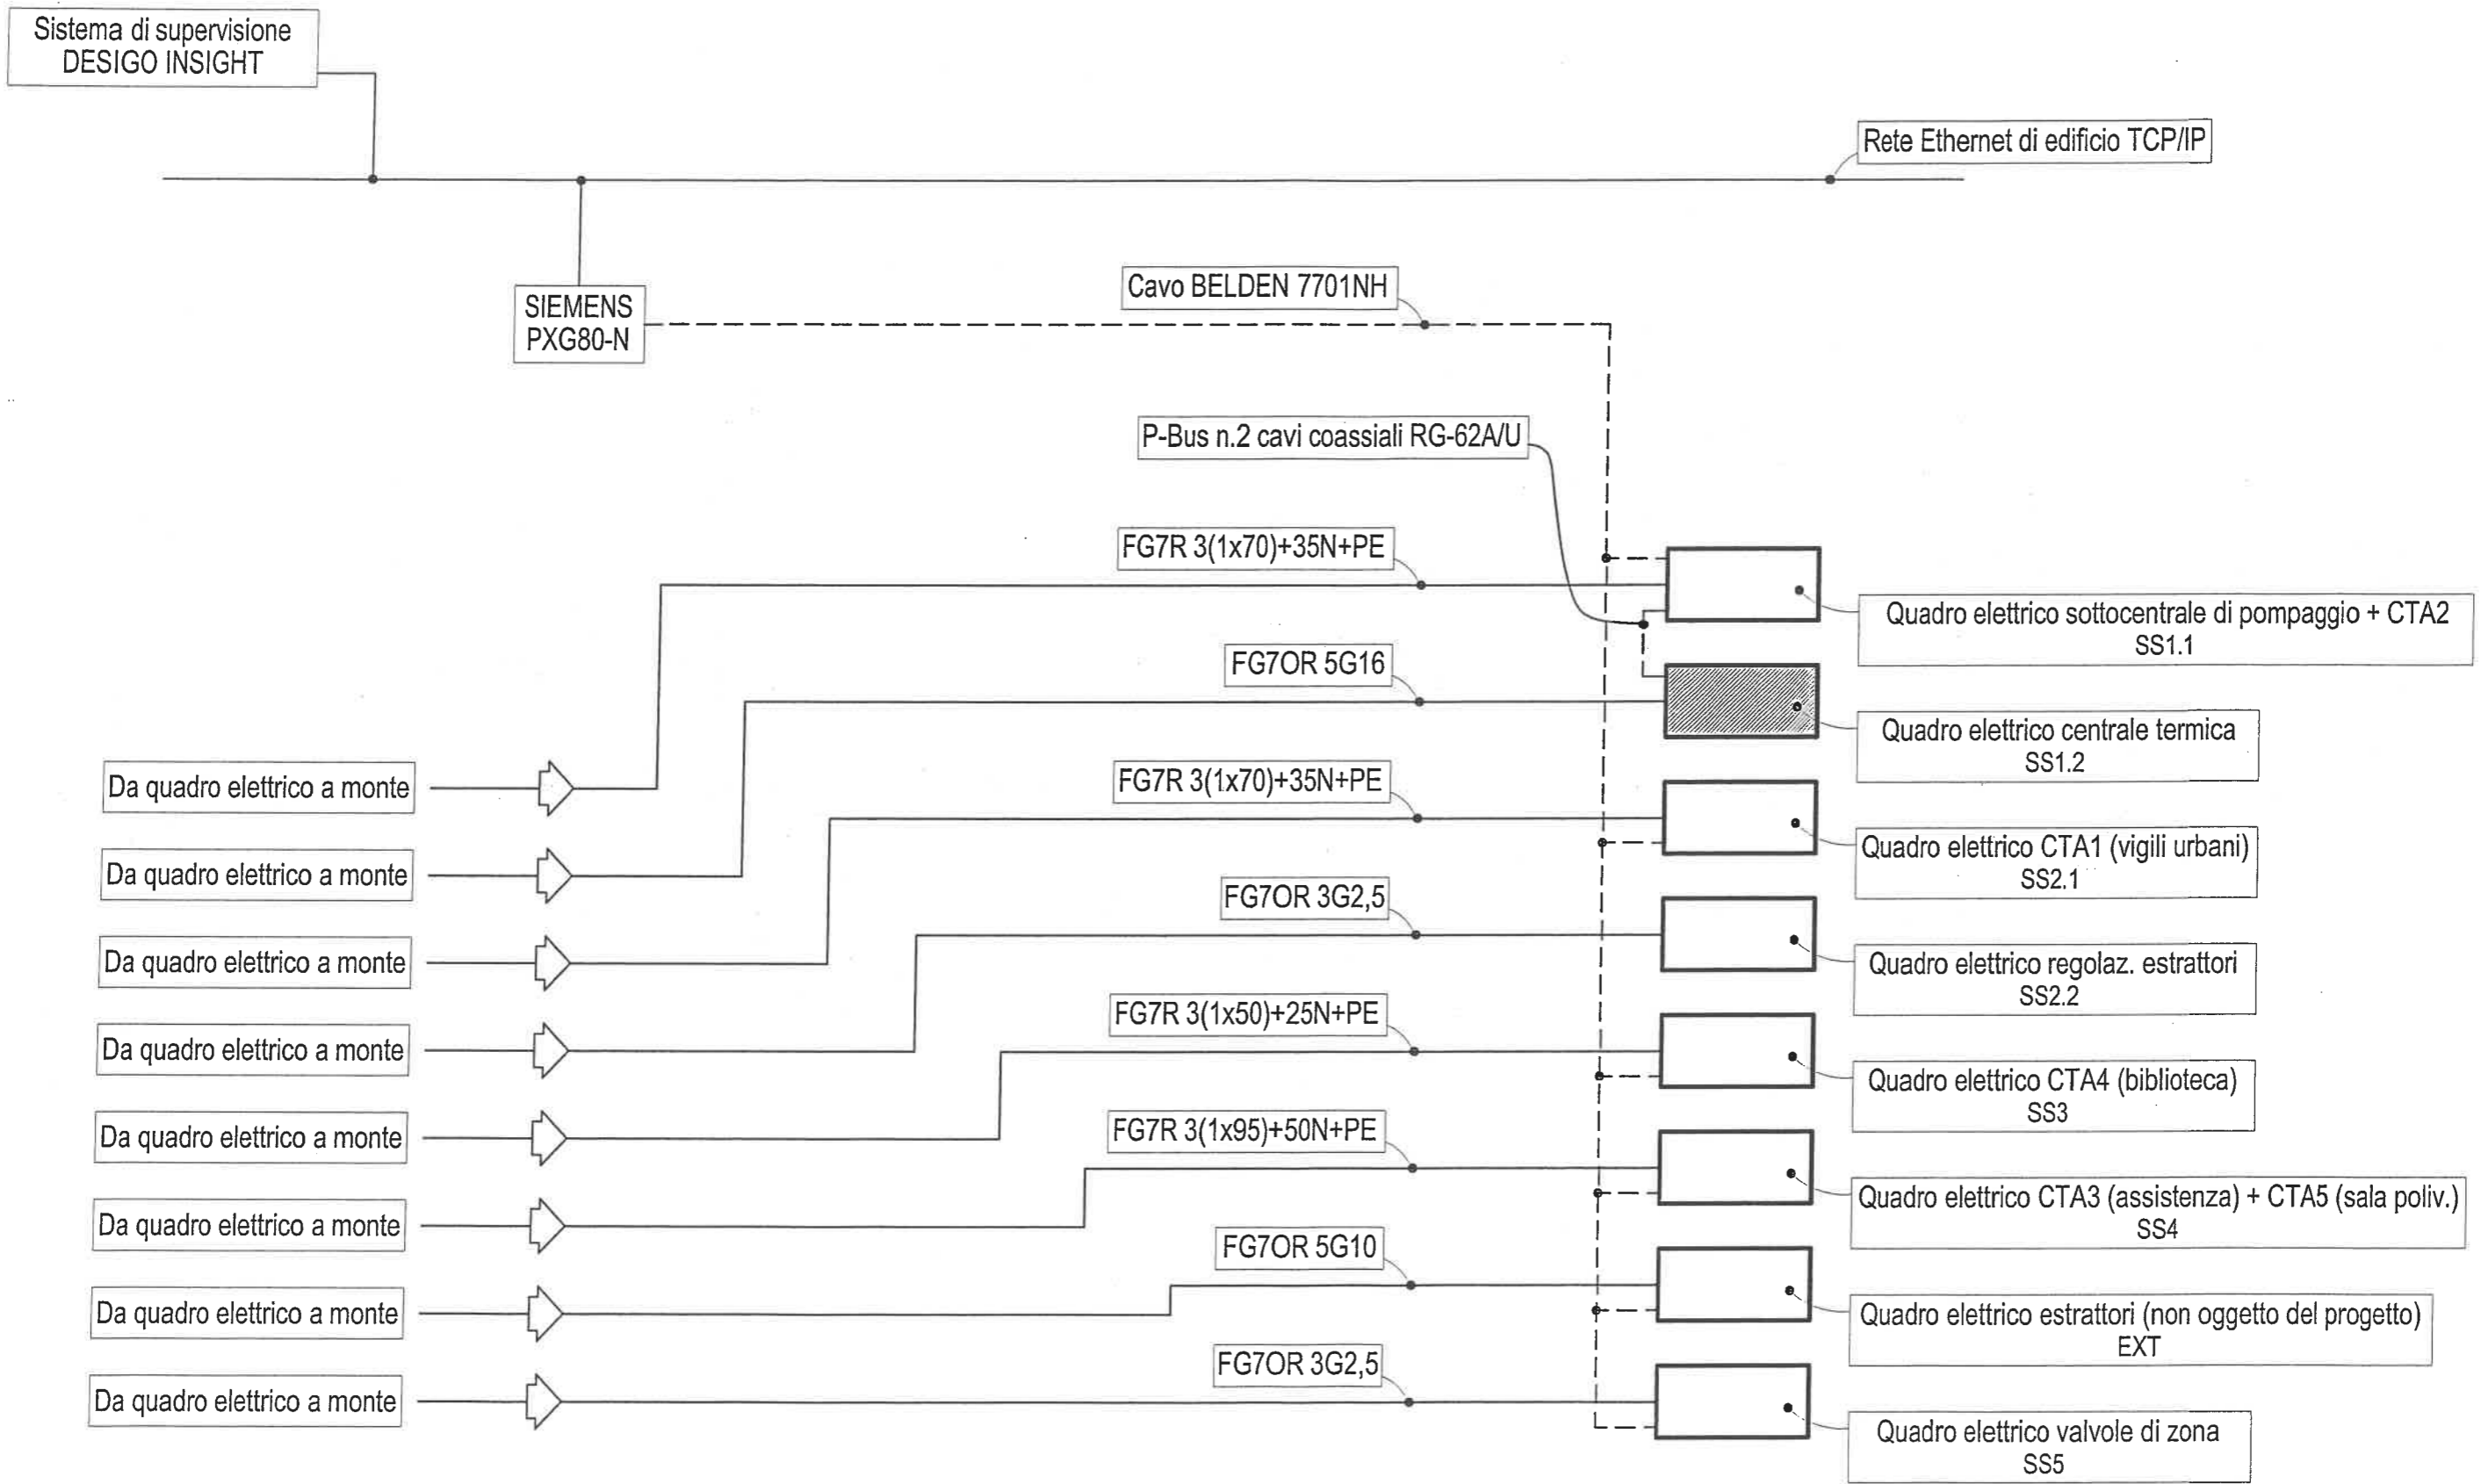 Sistema di supervisione
DESIGO INSIGHT
Rete Ethernet di edificio TCP/IP
Cavo BELDEN 7701NH
SIEMENS
PXG80-N
P-Bus n.2 cavi coassiali RG-62A/U
FG7R 3(1x70)+35N+PE
Quadro elettrico sottocentrale di pompaggio + CTA2
SS1.1
FG7OR 5G16
Quadro elettrico centrale termica
SS1.2
Da quadro elettrico a monte
FG7R 3(1x70)+35N+PE
Quadro elettrico CTA1 (vigili urbani)
SS2.1
Da quadro elettrico a monte
FG7OR 3G2,5
Quadro elettrico regolaz. estrattori
SS2.2
Da quadro elettrico a monte
FG7R 3(1x50)+25N+PE
Da quadro elettrico a monte
Quadro elettrico CTA4 (biblioteca)
SS3
FG7R 3(1x95)+50N+PE
Da quadro elettrico a monte
Quadro elettrico CTA3 (assistenza) + CTA5 (sala poliv.)
SS4
Da quadro elettrico a monte
FG7OR 5G10
Da quadro elettrico a monte
Quadro elettrico estrattori (non oggetto del progetto)
EXT
FG7OR 3G2,5
Da quadro elettrico a monte
Quadro elettrico valvole di zona
SS5